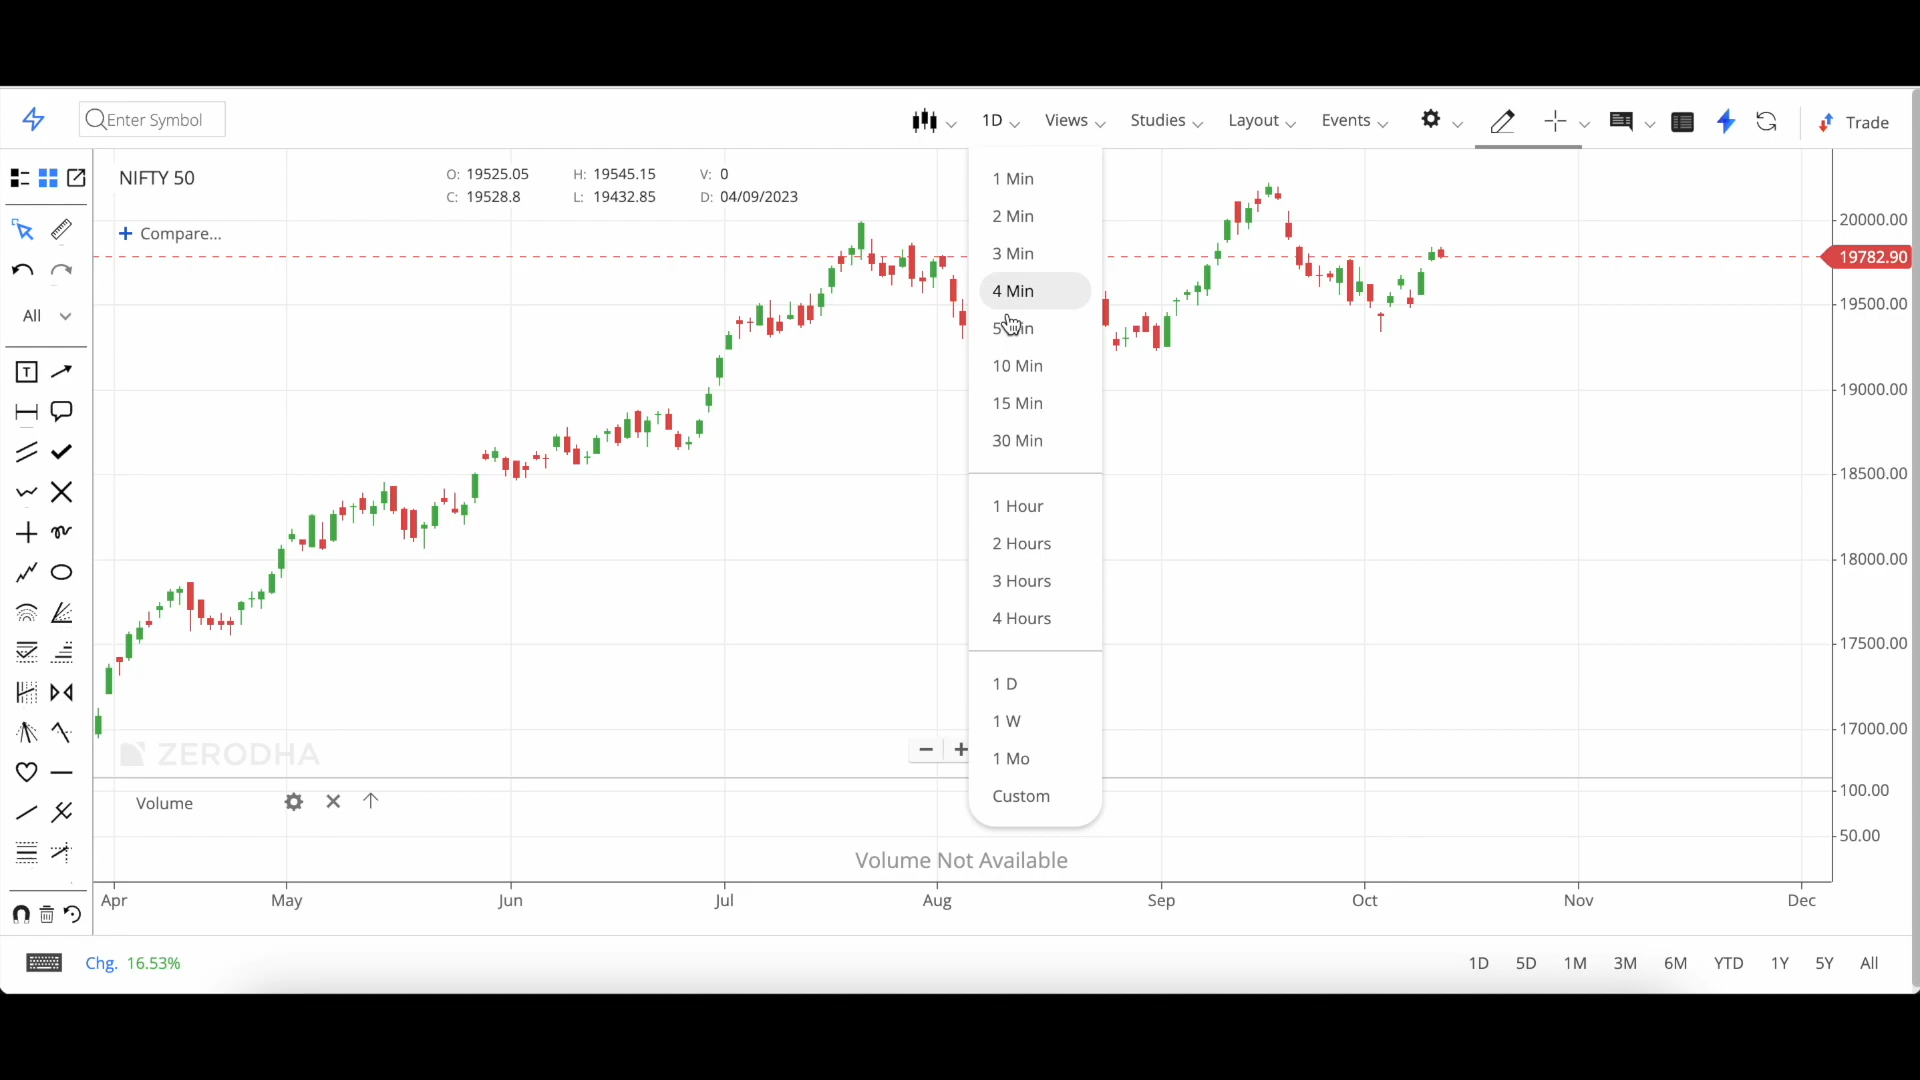 Enter Symbol
1D
Views
Studies
Layout
Events
Trade
NIFTY 50
O: 19525.05 H: 19545.15 V: 0
C: 19528.8 L: 19432.85 D: 04/09/2023
+ Compare...
All
T
1 Min
2 Min
3 Min
4 Min
10 Min
15 Min
30 Min
1 Hour
2 Hours
3 Hours
4 Hours
1 D
1 W
1 Mo
Custom
20000.00
19782.90
19500.00
19000.00
18500.00
18000.00
17500.00
17000.00
100.00
50.00
ZERODHA
Volume
Volume Not Available
Apr May Jun Jul Aug Sep Oct Nov Dec
Chg. 16.53%
1D 5D 1M 3M 6M YTD 1Y 5Y All